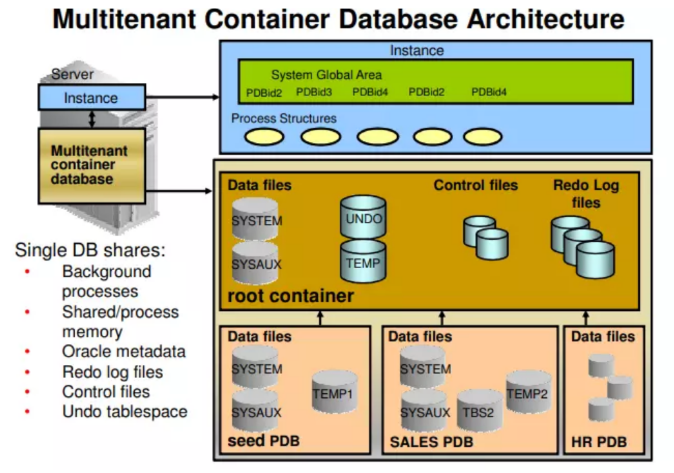 Multitenant Container Database Architecture
Server
Instance
Multitenant
container
database
Single DB shares:
• Background
processes
• Shared/process
memory
• Oracle metadata
• Redo log files
• Control files
• Undo tablespace
Instance
System Global Area
PDBid2 PDBid3 PDBid4 PDBid2 PDBid4
Process Structures
Data files
Control files
Redo Log
files
SYSTEM
UNDO
SYSAUX
TEMP
root container
Data files
SYSTEM
TEMP1
SYSAUX
seed PDB
Data files
SYSTEM
TEMP2
SYSAUX
TBS2
SALES PDB
Data files
HR PDB